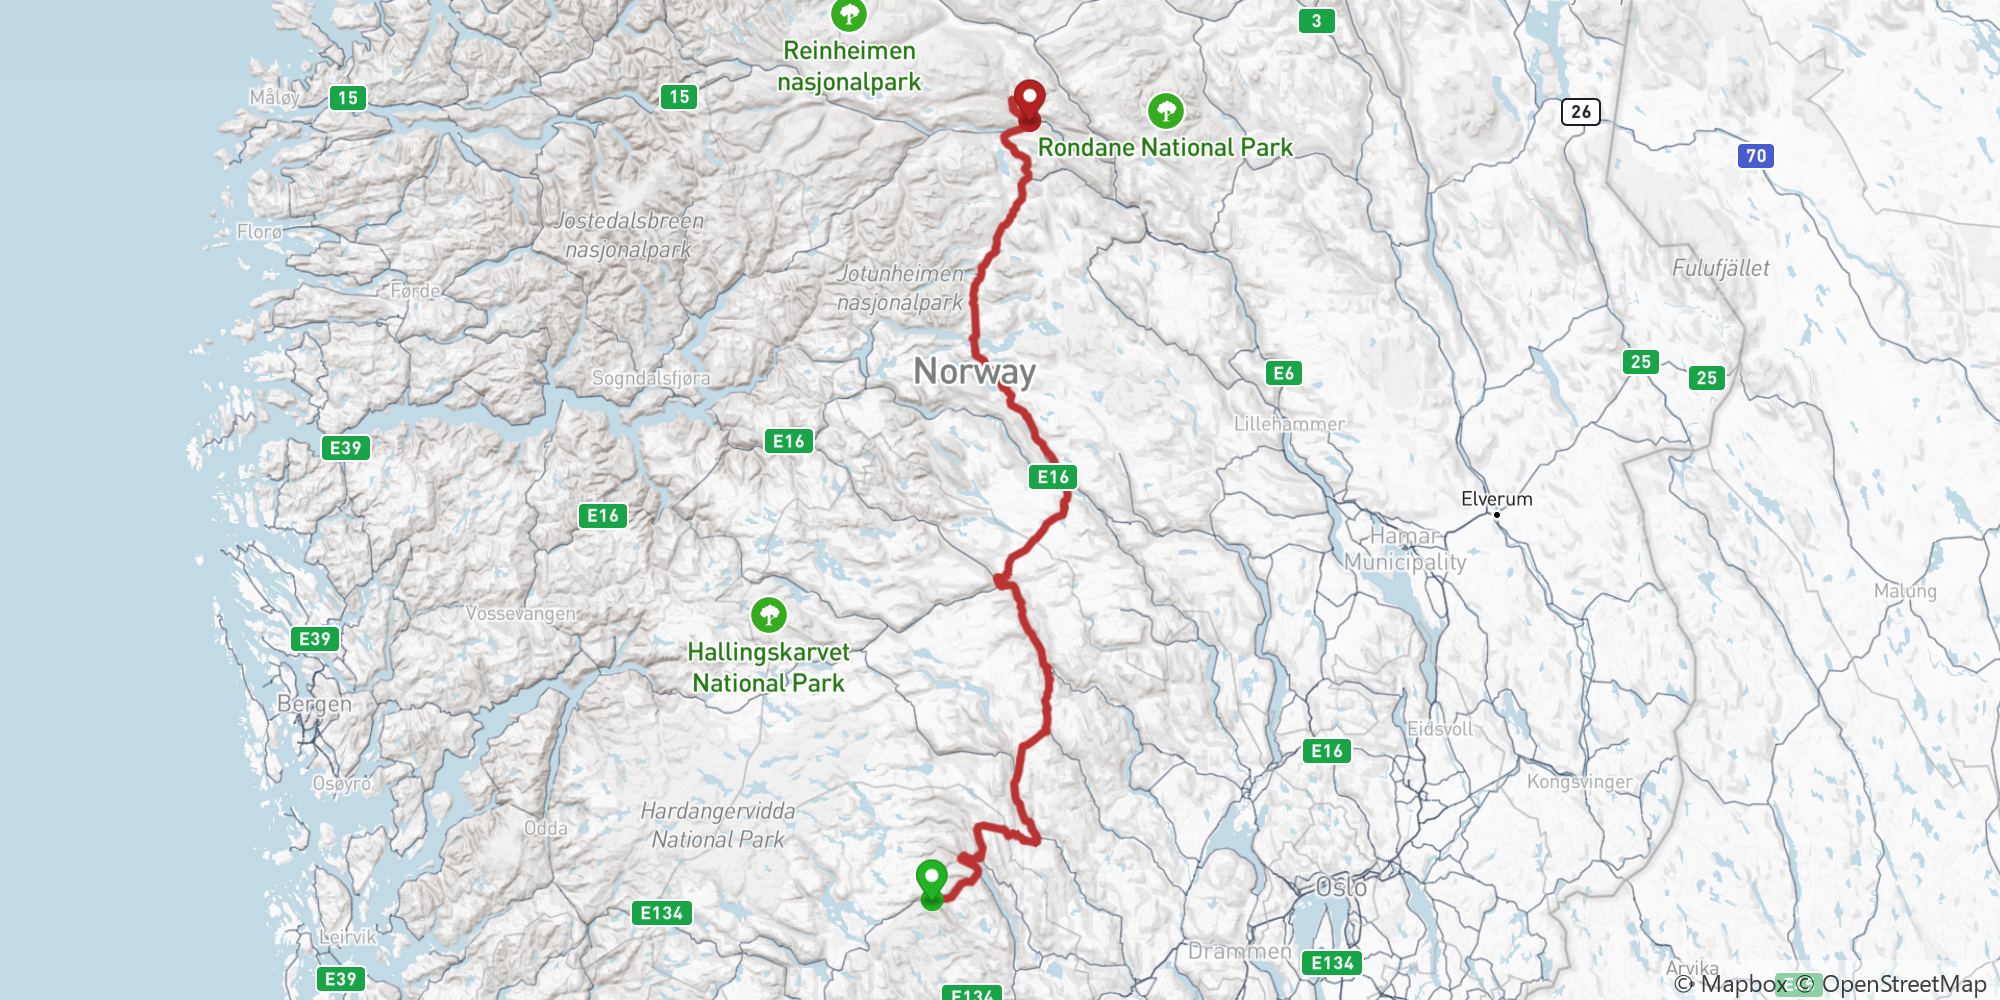 Reinheimen
nasjonalpark
3
Måløy
15
15
26
Rondane National Park
70
Florø
Jostedalsbreen
nasjonalpark
Jotunheimen
nasjonalpark
Førde
Fulufjället
Sogndalsfjøra
Norway
E6
25
25
Lillehammer
E39
E16
E16
Elverum
E16
Hamar
Municipality
Vossevangen
Malung
E39
Hallingskarvet
National Park
Bergen
Eidsvoll
E16
Osøyro
Kongsvinger
Hardangervidda
National Park
Odda
Oslo
E134
Leirvik
Drammen
E134
E39
Arvika
E134
© Mapbox © OpenStreetMap